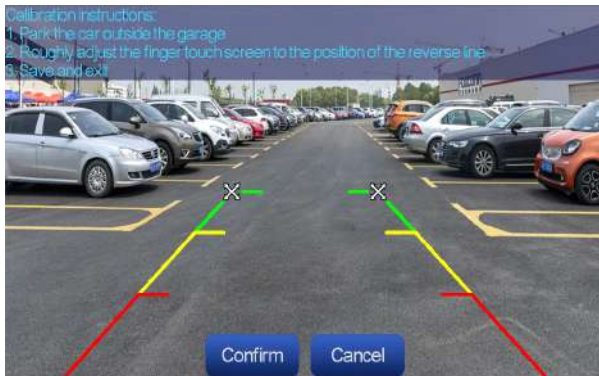 Calibration instructions:
1. Park the car outside the garage
2. Roughly adjust the finger touch screen to the position of the reverse line
3. Save and exit
Confirm
Cancel